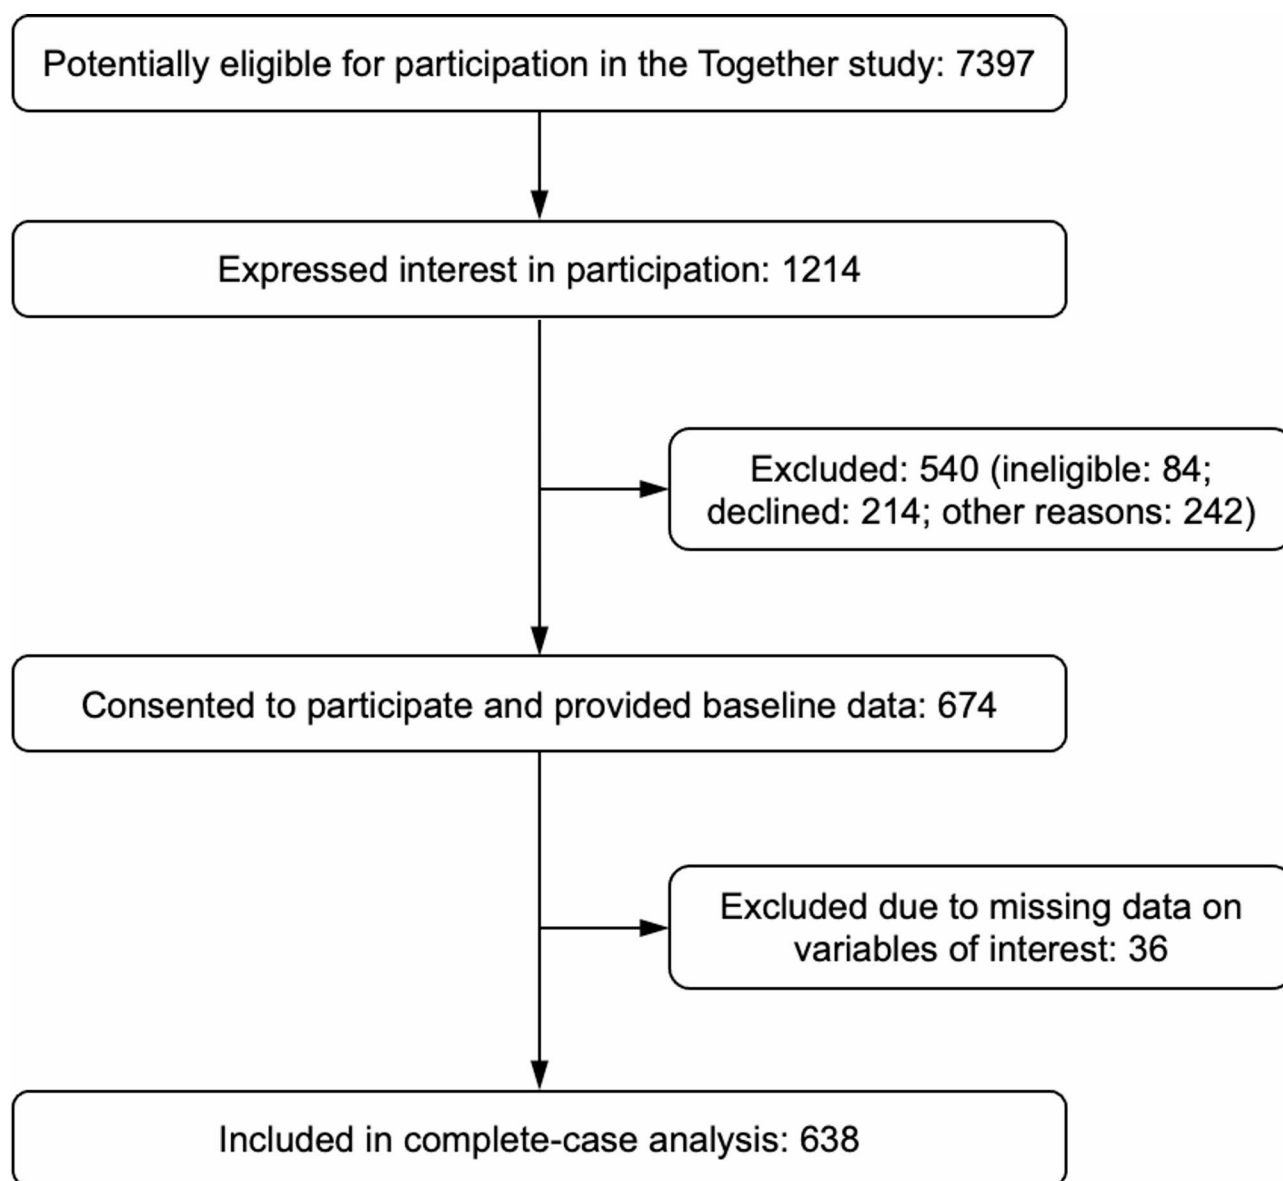 Potentially eligible for participation in the Together study: 7397
Expressed interest in participation: 1214
Excluded: 540 (ineligible: 84;
declined: 214; other reasons: 242)
Consented to participate and provided baseline data: 674
Excluded due to missing data on
variables of interest: 36
Included in complete-case analysis: 638